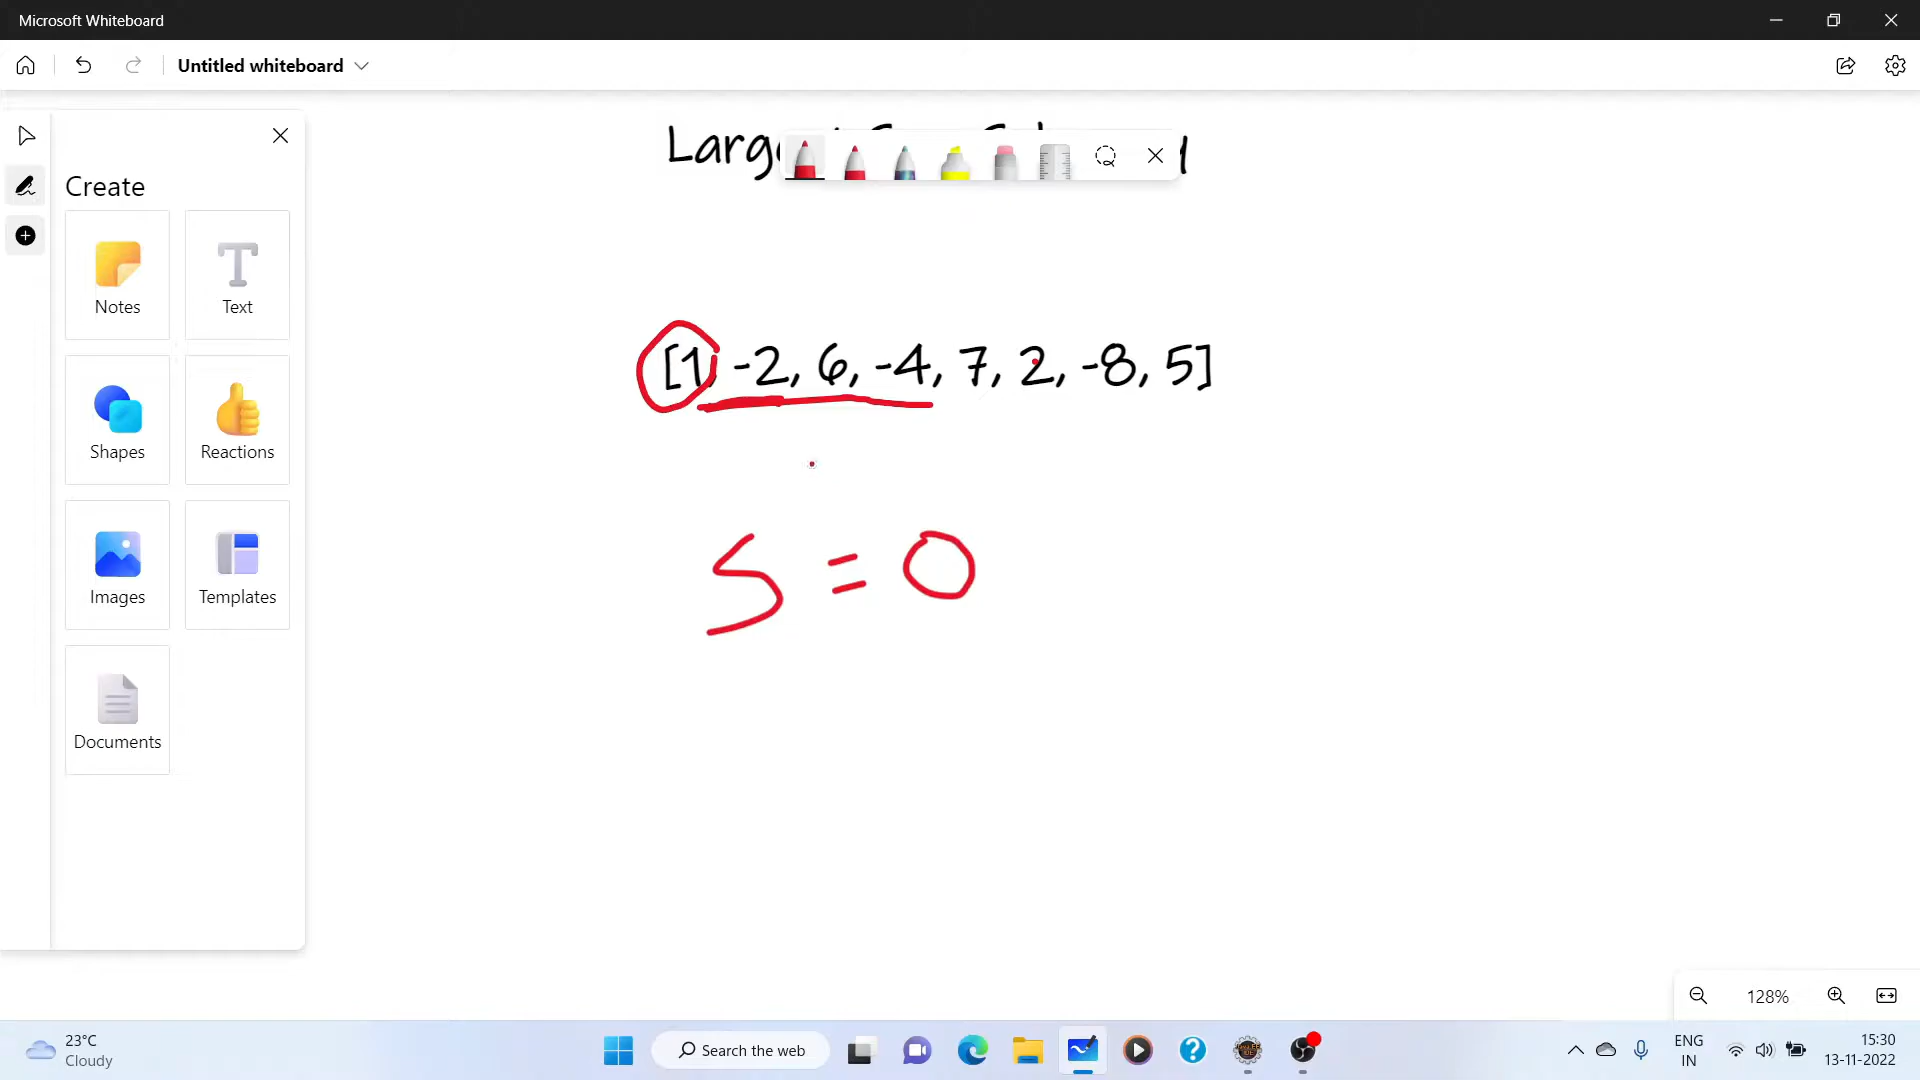 Microsoft Whiteboard
Untitled whiteboard
Create
Notes
Text
Shapes
Reactions
Images
Templates
Documents
[1, -2, 6, -4, 7, 2, -8, 5]
S = 0
128%
23°C
Cloudy
Search the web
ENG
IN
15:30
13-11-2022